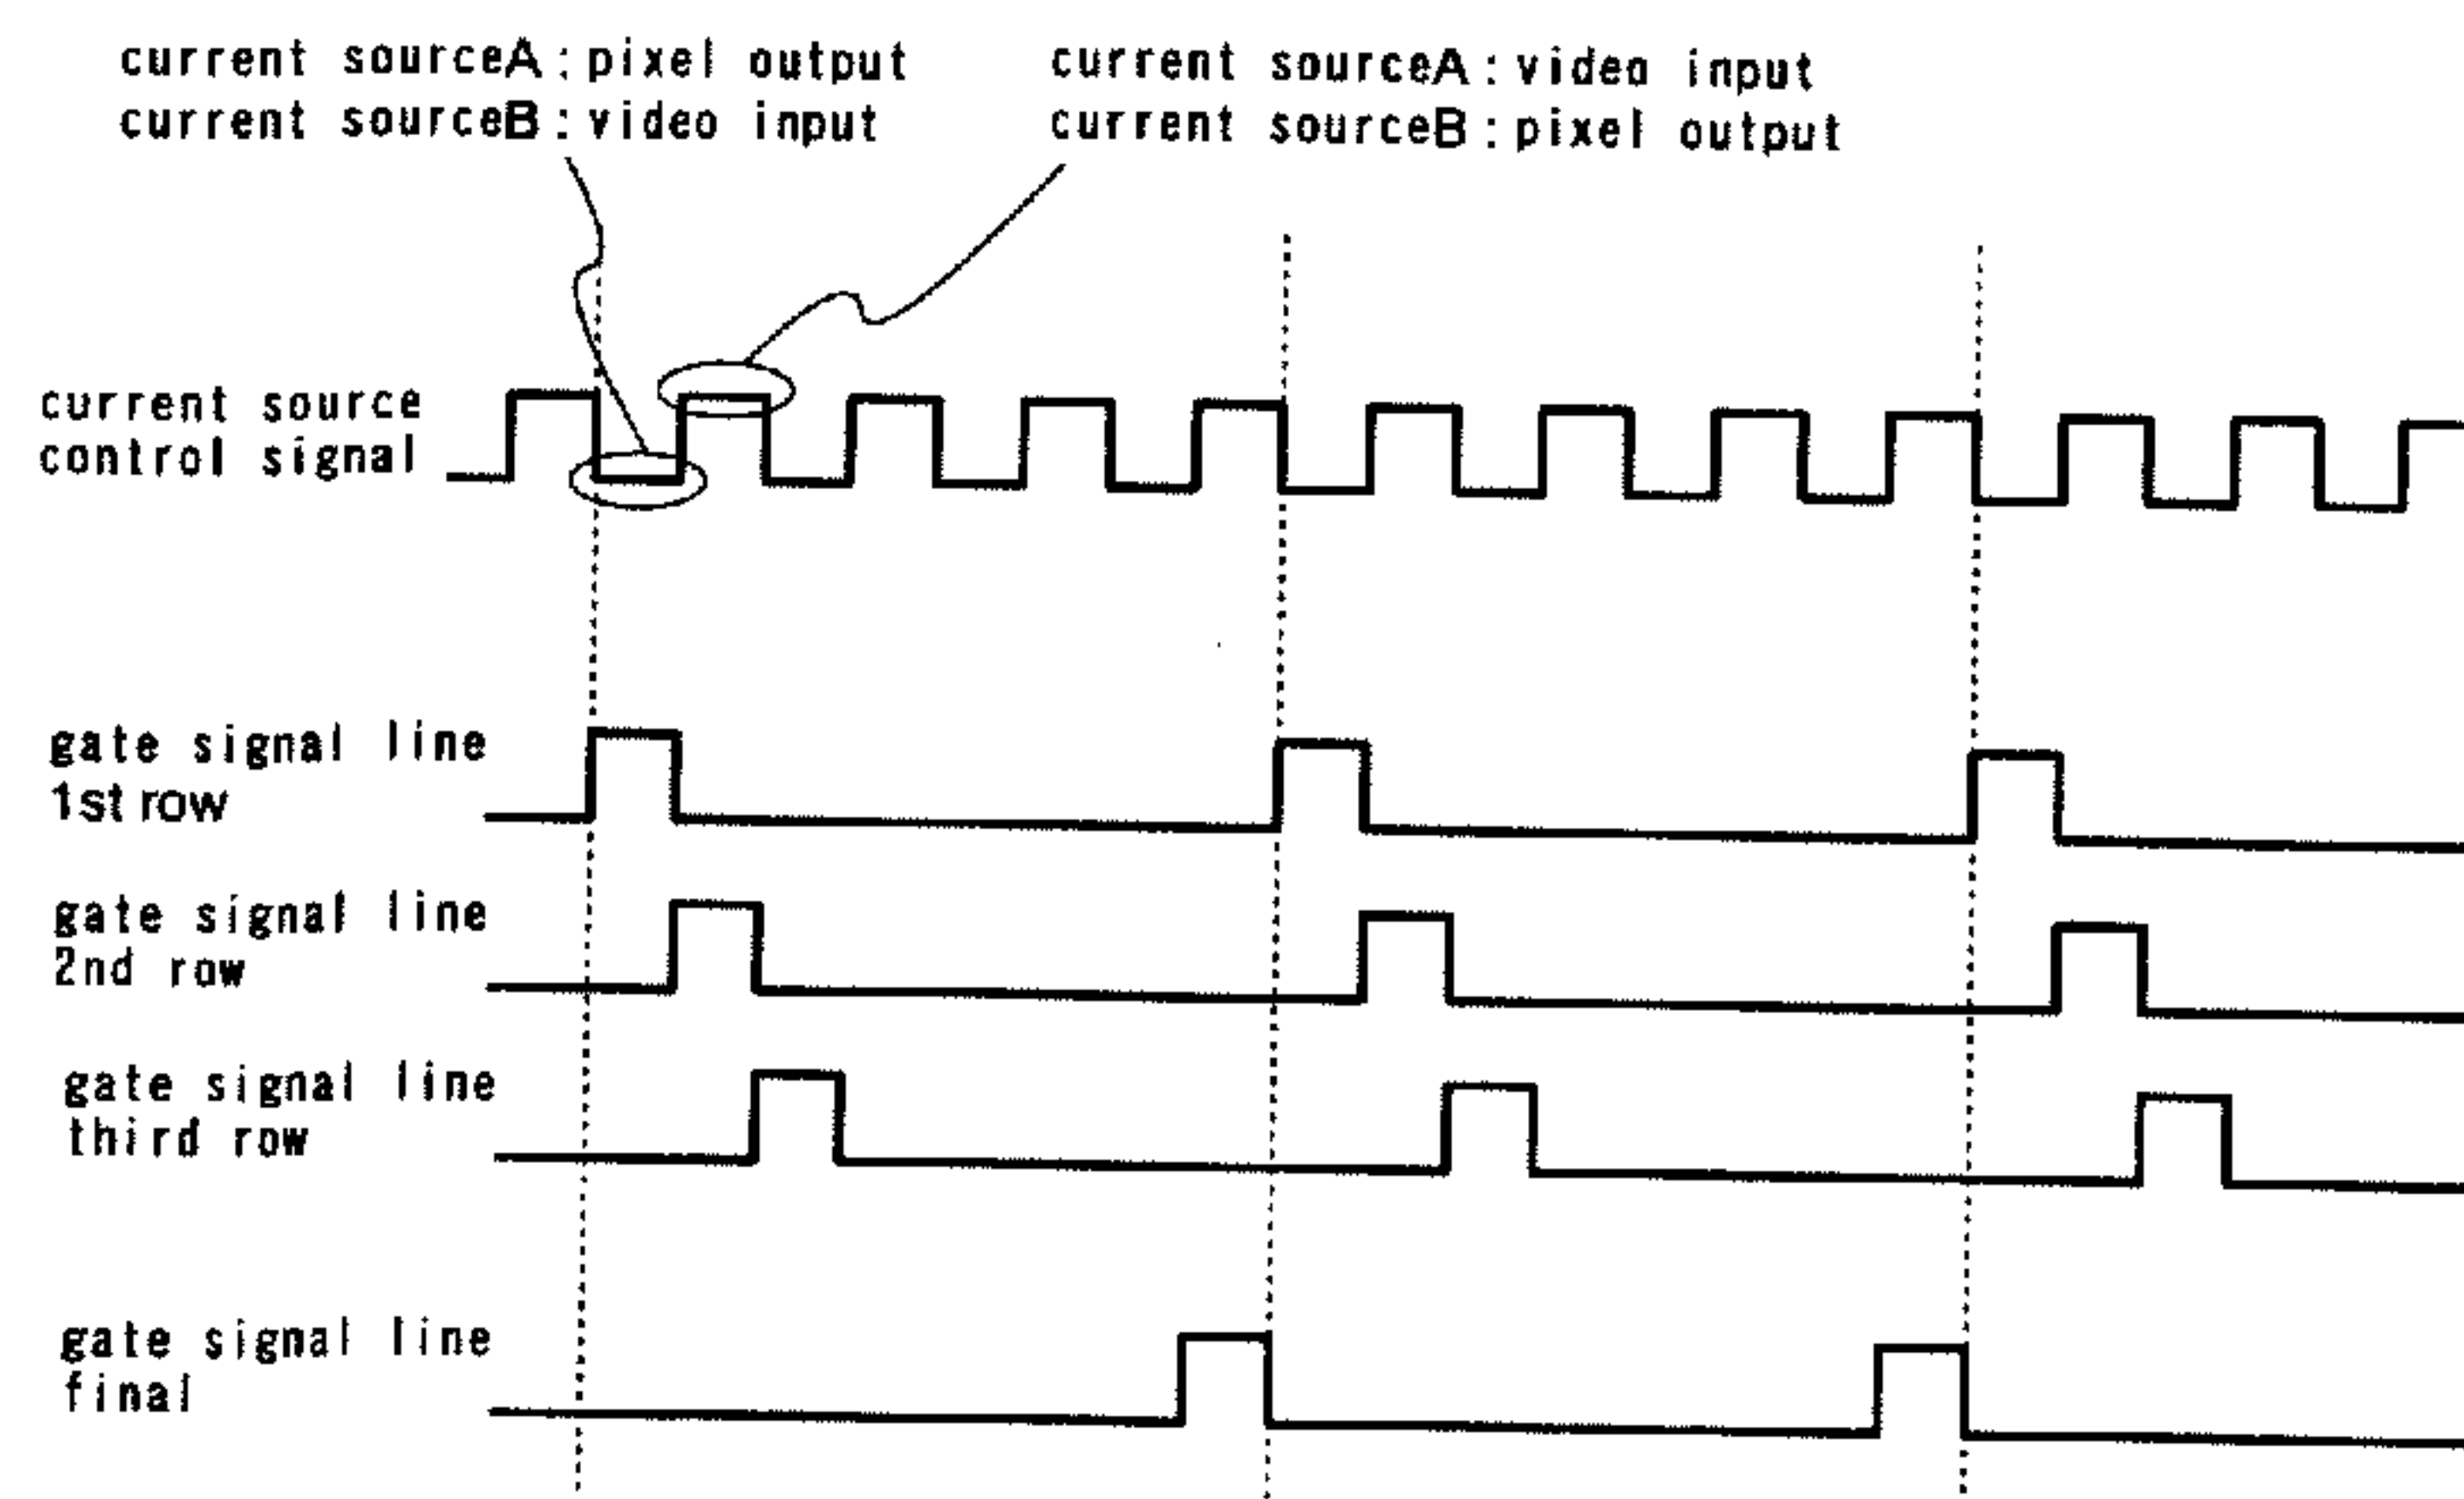 current sourceA:pixel output
current sourceB:video input
current sourceA:video input
current sourceB:pixel output
current source
control signal
gate signal line
1st row
gate signal line
2nd row
gate signal line
third row
gate signal line
final